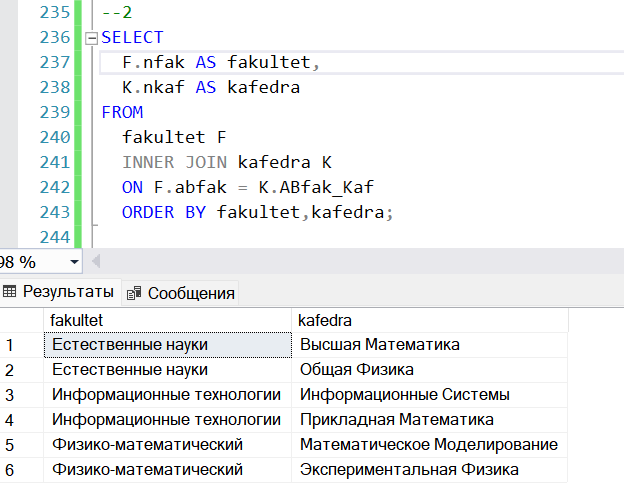 235 --2
236 SELECT
237 F.nfak AS fakultet,
238 K.nkaf AS kafedra
239 FROM
240 fakultet F
241 INNER JOIN kafedra K
242 ON F.abfak = K.ABfak_Kaf
243 ORDER BY fakultet,kafedra;
244
98 %
Результаты Сообщения
fakultet kafedra
1 Естественные науки Высшая Математика
2 Естественные науки Общая Физика
3 Информационные технологии Информационные Системы
4 Информационные технологии Прикладная Математика
5 Физико-математический Математическое Моделирование
6 Физико-математический Экспериментальная Физика